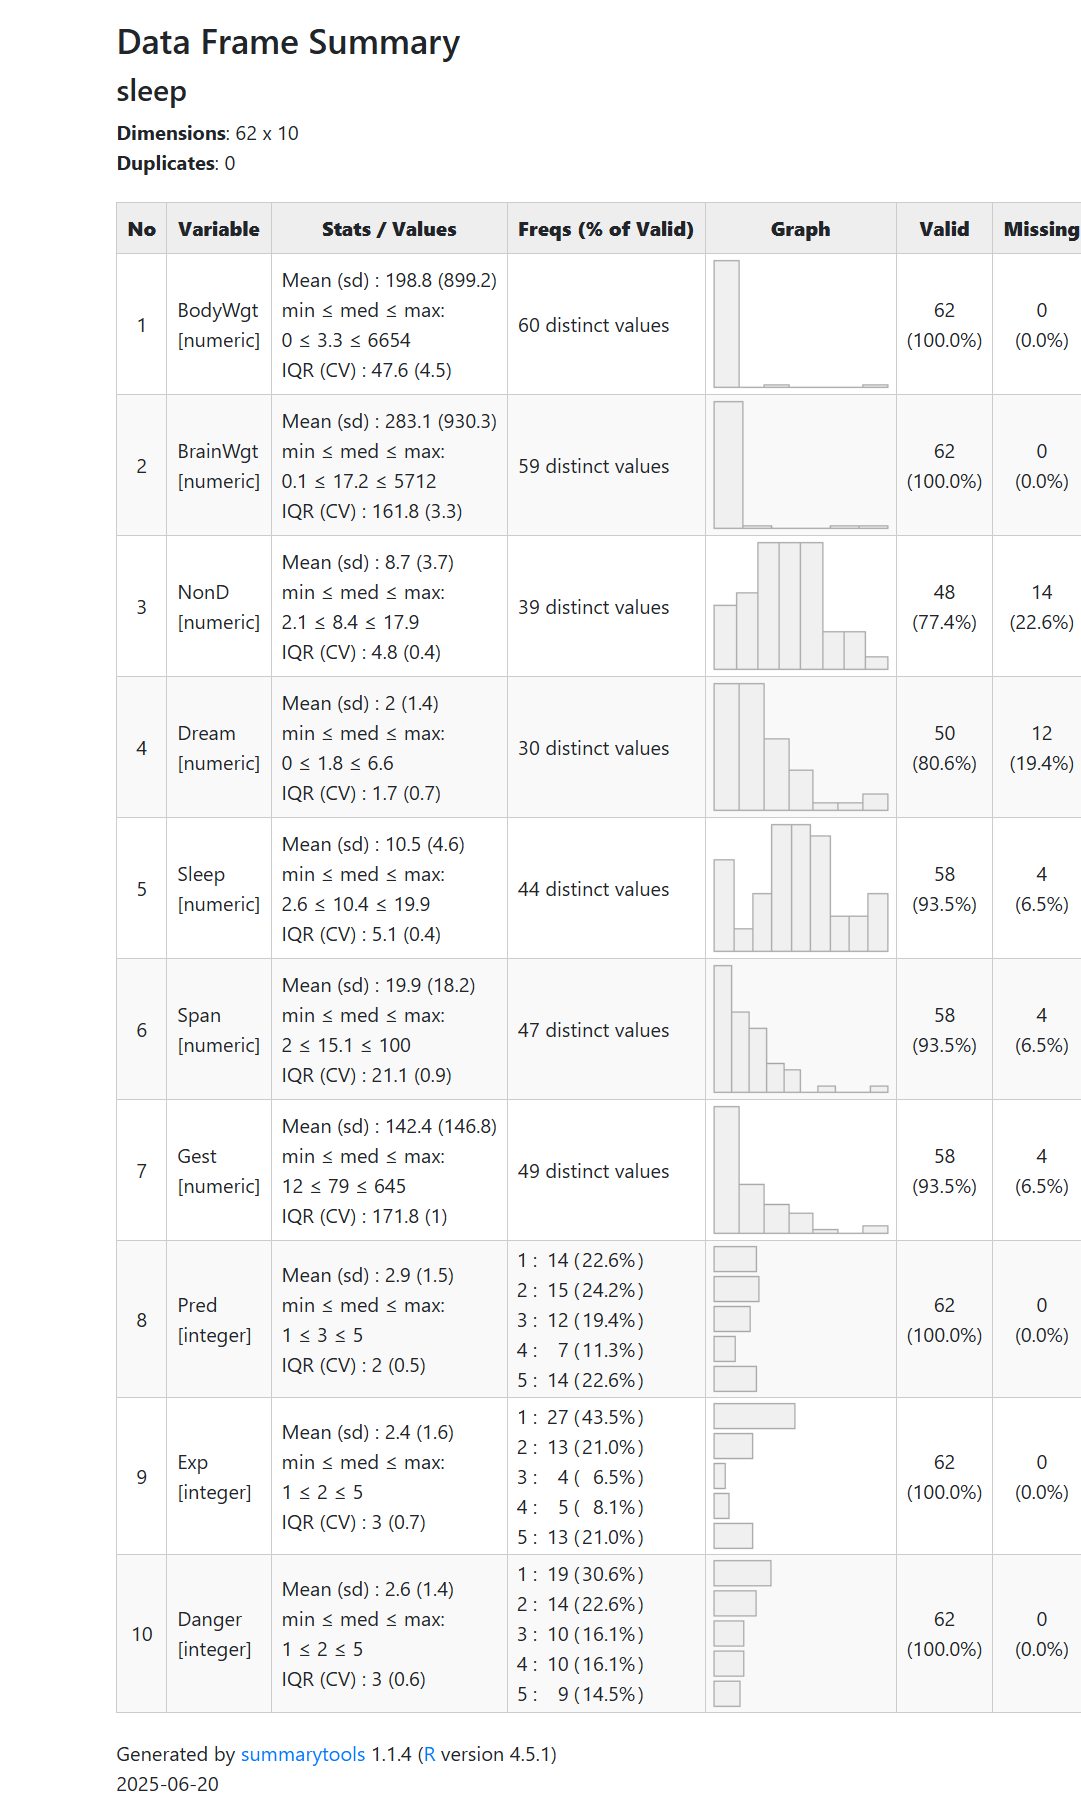 Data Frame Summary
sleep
Dimensions: 62 x 10
Duplicates: 0
No Variable Stats / Values Freqs (% of Valid) Graph Valid Missing
1 BodyWgt [numeric] Mean (sd) : 198.8 (899.2)
min ≤ med ≤ max:
0 ≤ 3.3 ≤ 6654
IQR (CV) : 47.6 (4.5)
60 distinct values
62 (100.0%)
0 (0.0%)
2 BrainWgt [numeric] Mean (sd) : 283.1 (930.3)
min ≤ med ≤ max:
0.1 ≤ 17.2 ≤ 5712
IQR (CV) : 161.8 (3.3)
59 distinct values
62 (100.0%)
0 (0.0%)
3 NonD [numeric] Mean (sd) : 8.7 (3.7)
min ≤ med ≤ max:
2.1 ≤ 8.4 ≤ 17.9
IQR (CV) : 4.8 (0.4)
39 distinct values
48 (77.4%)
14 (22.6%)
4 Dream [numeric] Mean (sd) : 2 (1.4)
min ≤ med ≤ max:
0 ≤ 1.8 ≤ 6.6
IQR (CV) : 1.7 (0.7)
30 distinct values
50 (80.6%)
12 (19.4%)
5 Sleep [numeric] Mean (sd) : 10.5 (4.6)
min ≤ med ≤ max:
2.6 ≤ 10.4 ≤ 19.9
IQR (CV) : 5.1 (0.4)
44 distinct values
58 (93.5%)
4 (6.5%)
6 Span [numeric] Mean (sd) : 19.9 (18.2)
min ≤ med ≤ max:
2 ≤ 15.1 ≤ 100
IQR (CV) : 21.1 (0.9)
47 distinct values
58 (93.5%)
4 (6.5%)
7 Gest [numeric] Mean (sd) : 142.4 (146.8)
min ≤ med ≤ max:
12 ≤ 79 ≤ 645
IQR (CV) : 171.8 (1)
49 distinct values
58 (93.5%)
4 (6.5%)
8 Pred [integer] Mean (sd) : 2.9 (1.5)
min ≤ med ≤ max:
1 ≤ 3 ≤ 5
IQR (CV) : 2 (0.5)
1 : 14 (22.6%)
2 : 15 (24.2%)
3 : 12 (19.4%)
4 : 7 (11.3%)
5 : 14 (22.6%)
62 (100.0%)
0 (0.0%)
9 Exp [integer] Mean (sd) : 2.4 (1.6)
min ≤ med ≤ max:
1 ≤ 2 ≤ 5
IQR (CV) : 3 (0.7)
1 : 27 (43.5%)
2 : 13 (21.0%)
3 : 4 ( 6.5%)
4 : 5 ( 8.1%)
5 : 13 (21.0%)
62 (100.0%)
0 (0.0%)
10 Danger [integer] Mean (sd) : 2.6 (1.4)
min ≤ med ≤ max:
1 ≤ 2 ≤ 5
IQR (CV) : 3 (0.6)
1 : 19 (30.6%)
2 : 14 (22.6%)
3 : 10 (16.1%)
4 : 10 (16.1%)
5 : 9 (14.5%)
62 (100.0%)
0 (0.0%)
Generated by summarytools 1.1.4 (R version 4.5.1)
2025-06-20